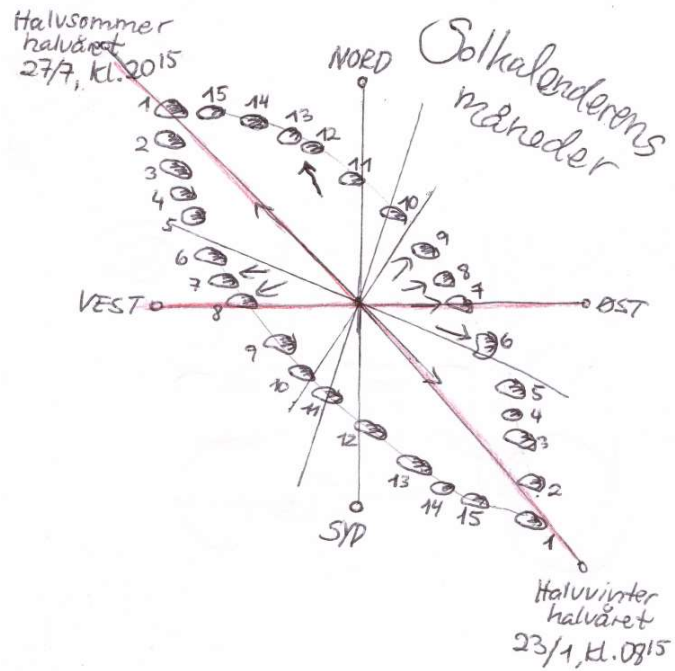 Halvsommer
halvåret
27/7, kl. 20¹⁵
Solkalenderens
måneder
NORD
1
15
14
13
12
11
10
9
8
7
6
5
4
3
2
1
2
3
4
5
6
7
8
9
10
11
12
13
14
15
VEST
ØST
SYD
Halvvinter
halvåret
23/1, kl. 08¹⁵